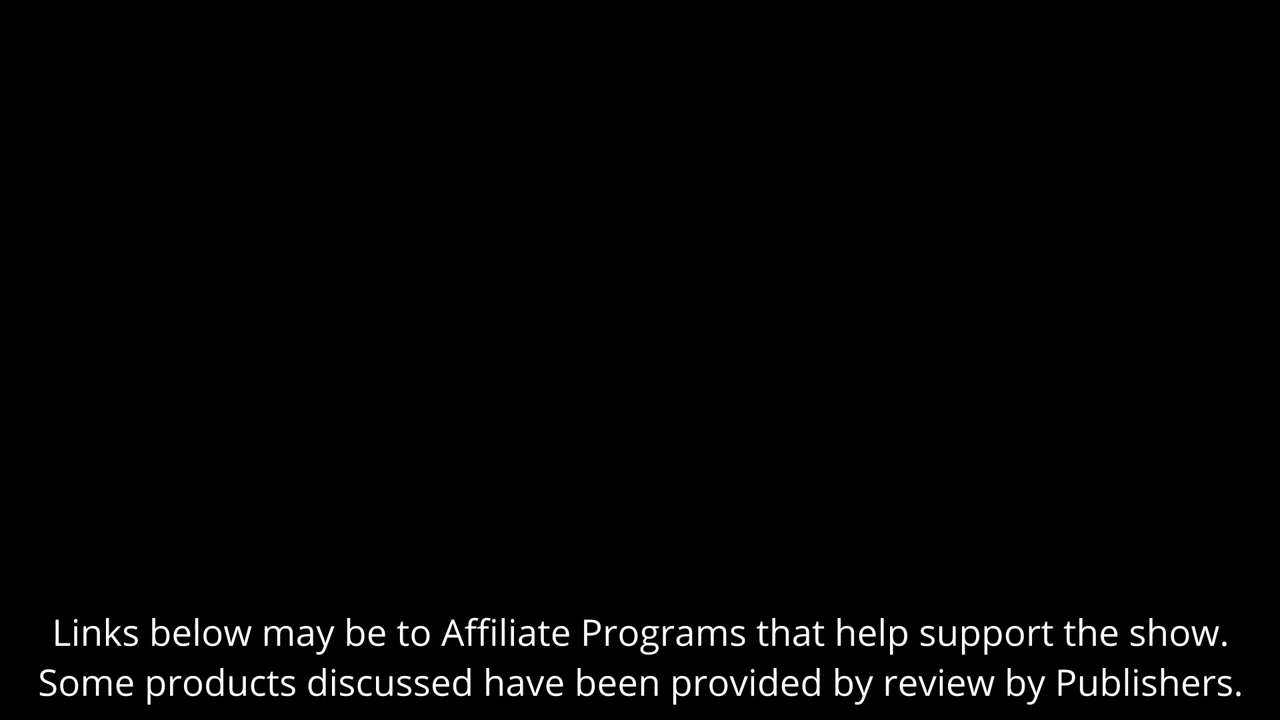 Links below may be to Affiliate Programs that help support the show.
Some products discussed have been provided by review by Publishers.